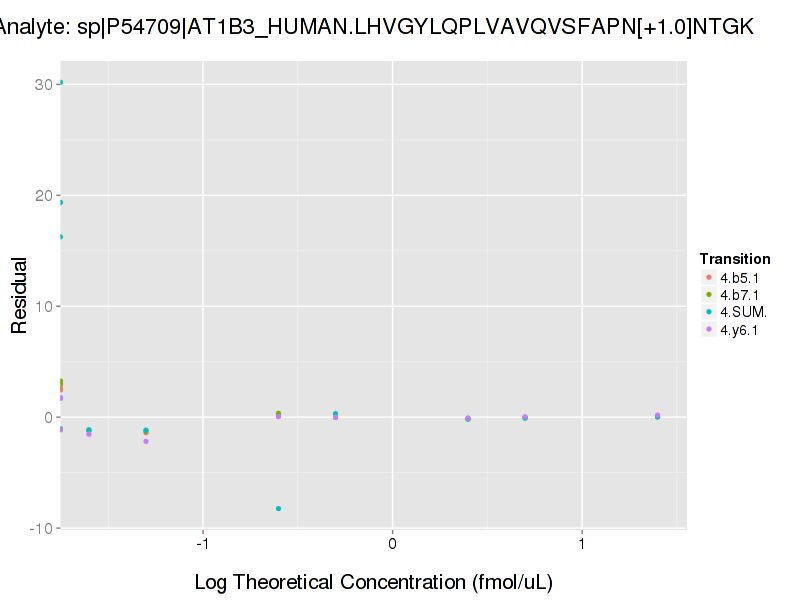 Analyte: sp|P54709|AT1B3_HUMAN.LHVGYLQPLVAVQVSFAPN[+1.0]NTGK
30
20
10
0
-10
Residual
-1
0
1
Log Theoretical Concentration (fmol/uL)
Transition
4.b5.1
4.b7.1
4.SUM.
4.y6.1